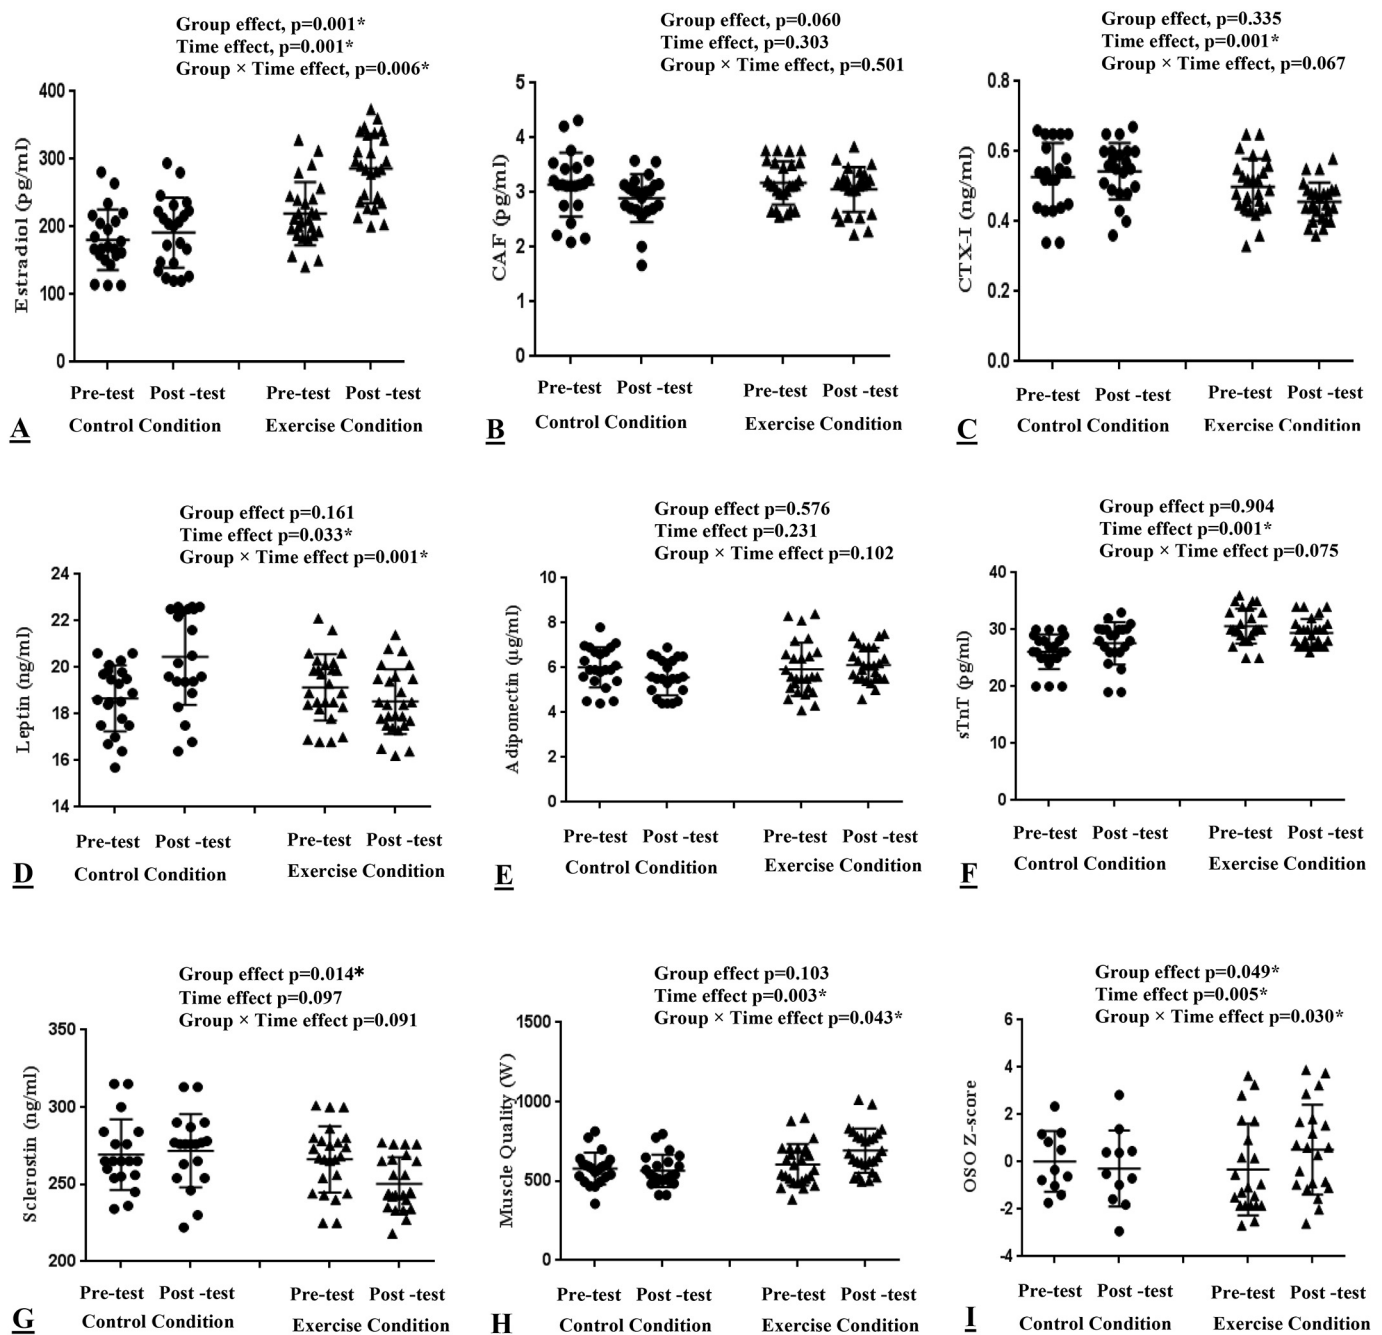 Group effect, p=0.001*
Time effect, p=0.001*
Group × Time effect, p=0.006*
400
300
200
100
0
Estradiol (pg/ml)
Pre-test Post -test Pre-test Post -test
Control Condition Exercise Condition
A
Group effect, p=0.060
Time effect, p=0.303
Group × Time effect, p=0.501
5
4
3
2
1
0
CAF (pg/ml)
Pre-test Post -test Pre-test Post -test
Control Condition Exercise Condition
B
Group effect, p=0.335
Time effect, p=0.001*
Group × Time effect, p=0.067
0.8
0.6
0.4
0.2
0.0
CTX-I (ng/ml)
Pre-test Post -test Pre-test Post -test
Control Condition Exercise Condition
C
Group effect p=0.161
Time effect p=0.033*
Group × Time effect p=0.001*
24
22
20
18
16
14
Leptin (ng/ml)
Pre-test Post -test Pre-test Post -test
Control Condition Exercise Condition
D
Group effect p=0.576
Time effect p=0.231
Group × Time effect p=0.102
10
8
6
4
2
0
Adiponectin (µg/ml)
Pre-test Post -test Pre-test Post -test
Control Condition Exercise Condition
E
Group effect p=0.904
Time effect p=0.001*
Group × Time effect p=0.075
40
30
20
10
0
sTnT (pg/ml)
Pre-test Post -test Pre-test Post -test
Control Condition Exercise Condition
F
Group effect p=0.014*
Time effect p=0.097
Group × Time effect p=0.091
350
300
250
200
Sclerostin (ng/ml)
Pre-test Post -test Pre-test Post -test
Control Condition Exercise Condition
G
Group effect p=0.103
Time effect p=0.003*
Group × Time effect p=0.043*
1500
1000
500
0
Muscle Quality (W)
Pre-test Post -test Pre-test Post -test
Control Condition Exercise Condition
H
Group effect p=0.049*
Time effect p=0.005*
Group × Time effect p=0.030*
6
4
2
0
-2
-4
OSO Z-score
Pre-test Post -test Pre-test Post -test
Control Condition Exercise Condition
I